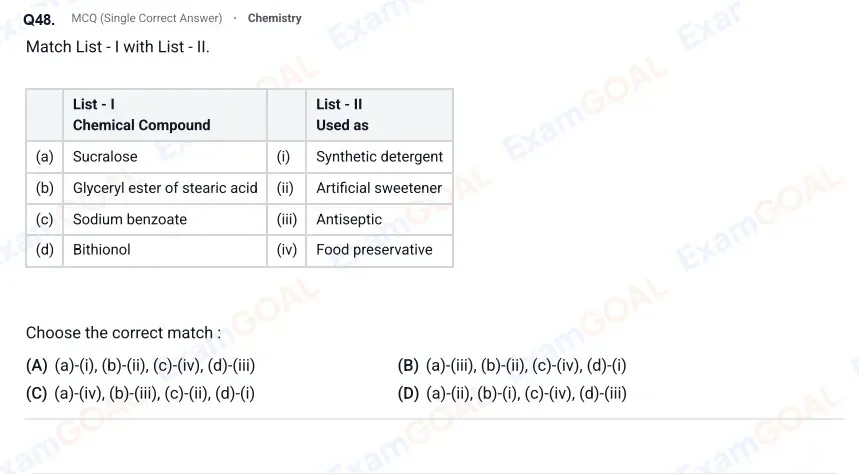 Q48. MCQ (Single Correct Answer) · Chemistry
Match List - I with List - II.
List - I List - II
Chemical Compound Used as
(a) Sucralose (i) Synthetic detergent
(b) Glyceryl ester of stearic acid (ii) Artificial sweetener
(c) Sodium benzoate (iii) Antiseptic
(d) Bithionol (iv) Food preservative
Choose the correct match :
(A) (a)-(i), (b)-(ii), (c)-(iv), (d)-(iii) (B) (a)-(iii), (b)-(ii), (c)-(iv), (d)-(i)
(C) (a)-(iv), (b)-(iii), (c)-(ii), (d)-(i) (D) (a)-(ii), (b)-(i), (c)-(iv), (d)-(iii)
ExamGOAL